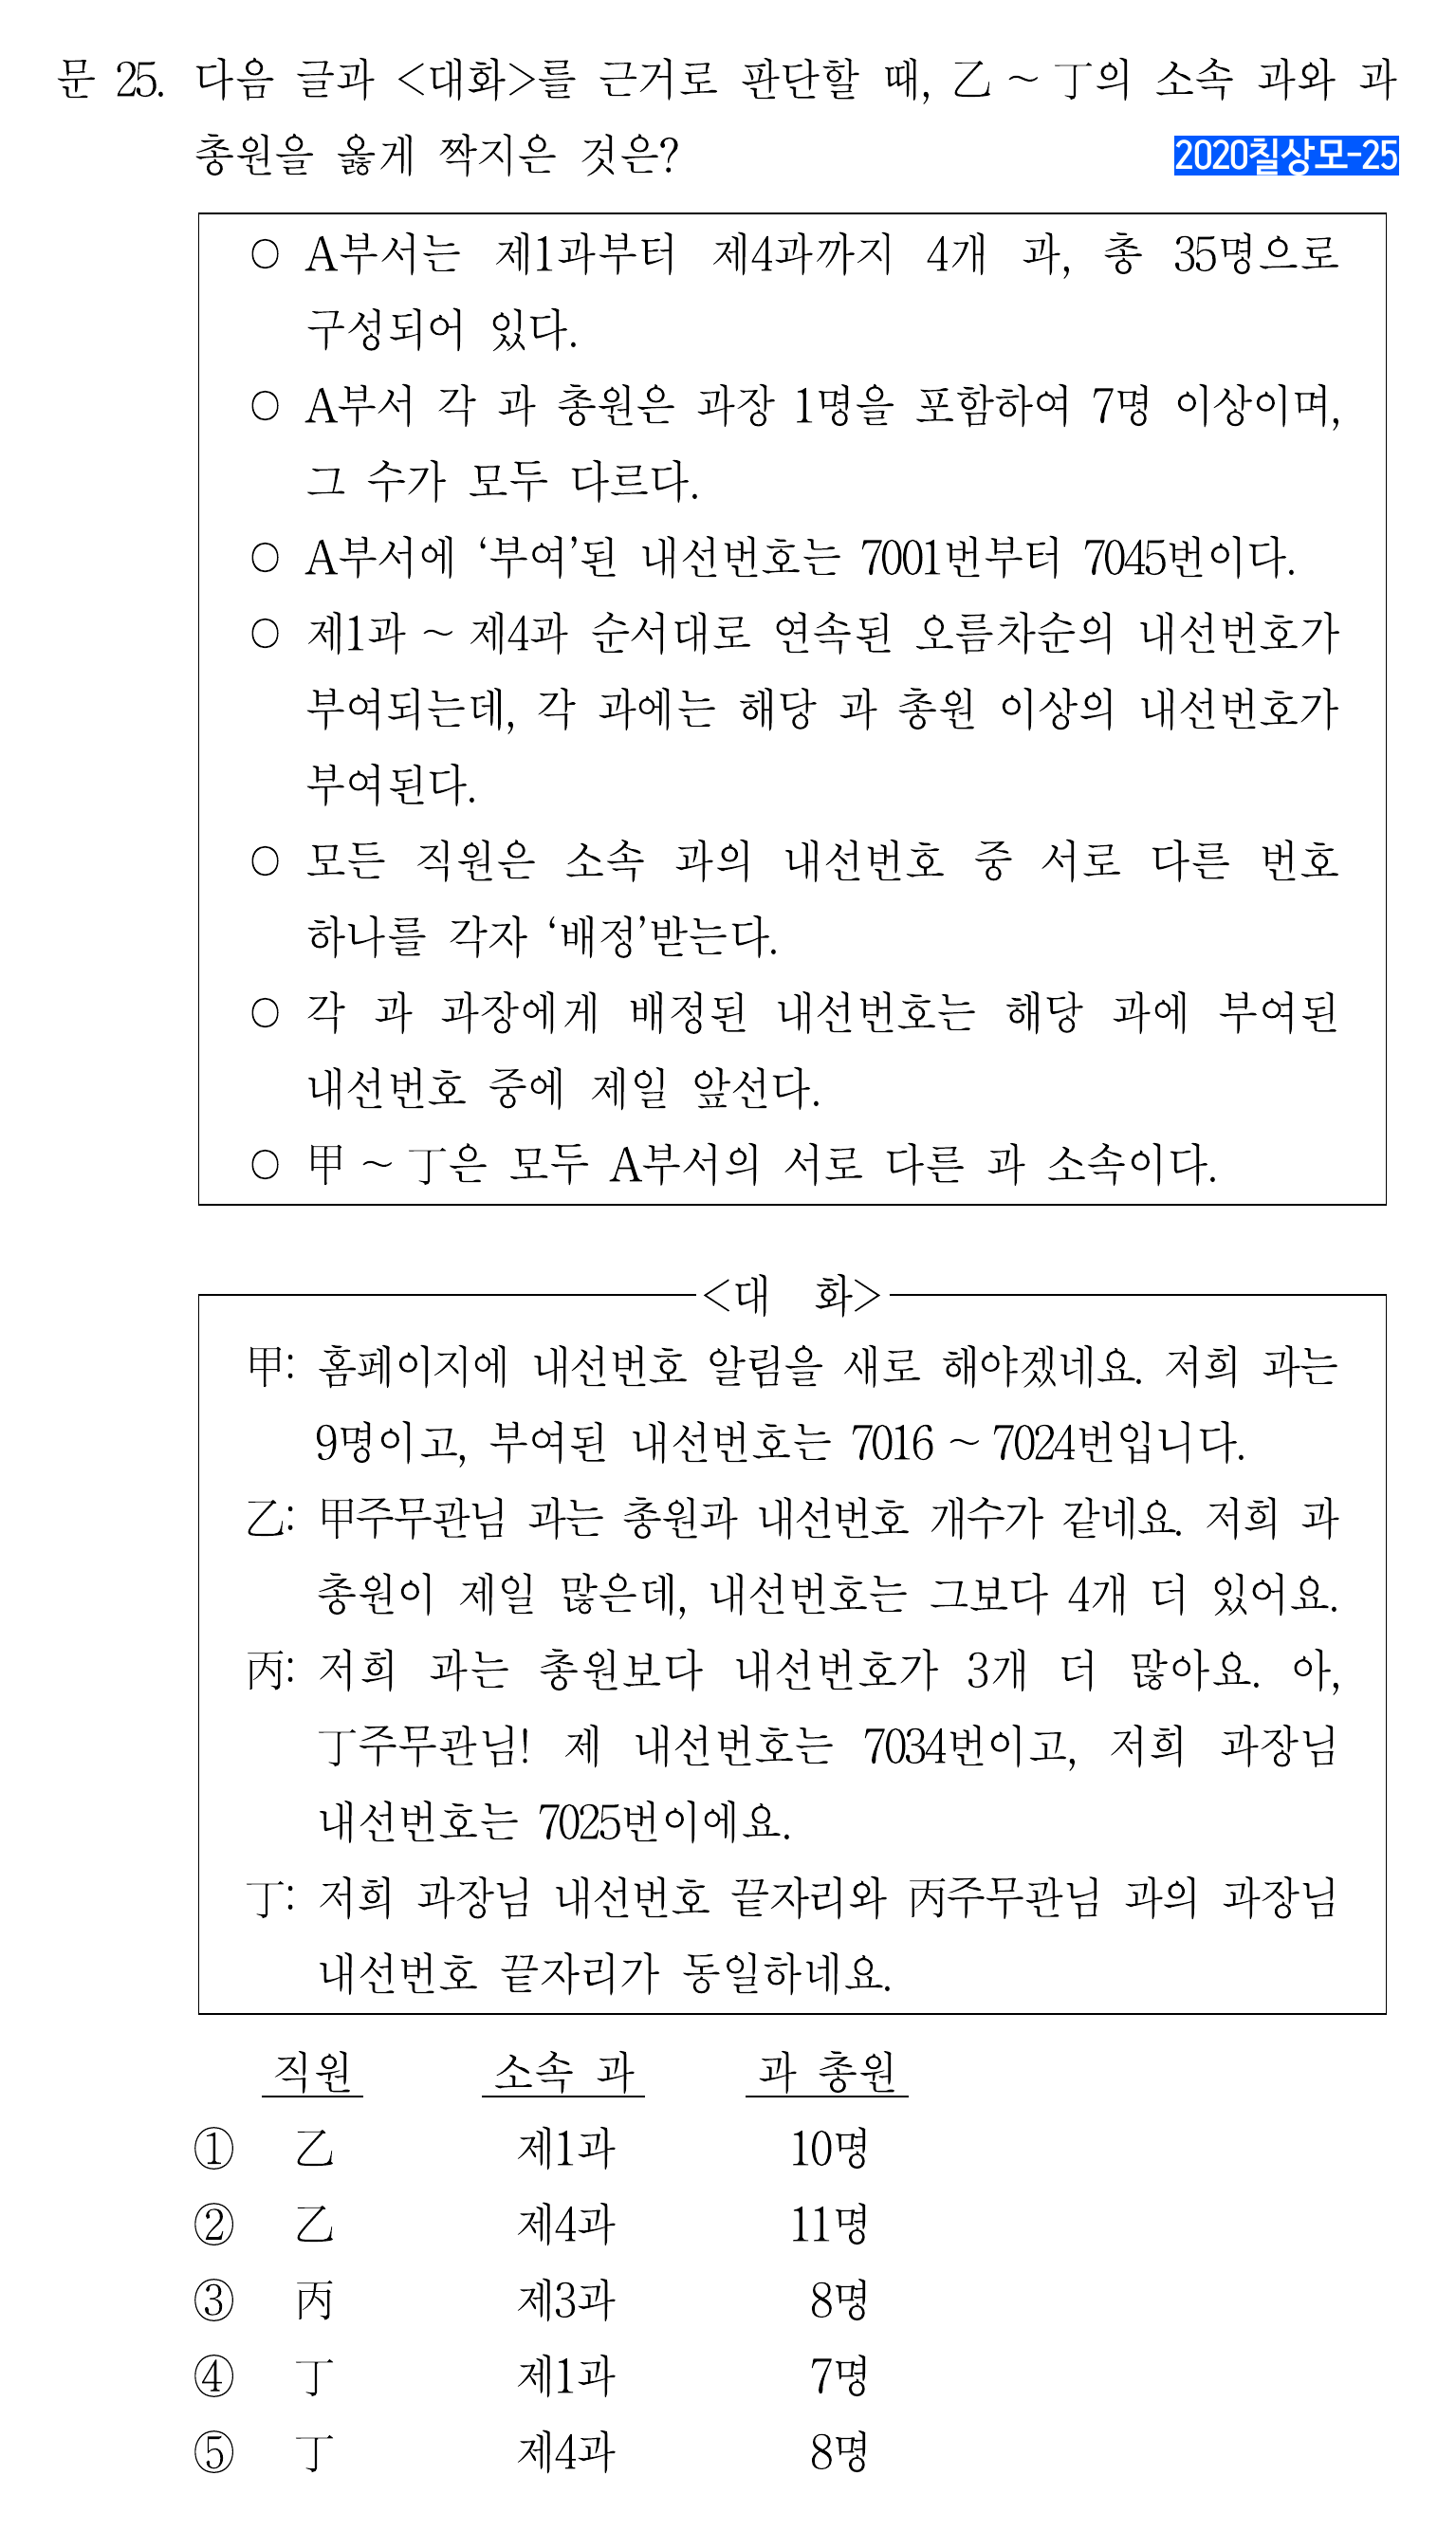 문 25. 다음 글과 <대화>를 근거로 판단할 때, 乙 ~ 丁의 소속 과와 과
총원을 옳게 짝지은 것은?
2020칠상모-25
○ A부서는 제1과부터 제4과까지 4개 과, 총 35명으로
구성되어 있다.
○ A부서 각 과 총원은 과장 1명을 포함하여 7명 이상이며,
그 수가 모두 다르다.
○ A부서에 ‘부여’된 내선번호는 7001번부터 7045번이다.
○ 제1과 ~ 제4과 순서대로 연속된 오름차순의 내선번호가
부여되는데, 각 과에는 해당 과 총원 이상의 내선번호가
부여된다.
○ 모든 직원은 소속 과의 내선번호 중 서로 다른 번호
하나를 각자 ‘배정’받는다.
○ 각 과 과장에게 배정된 내선번호는 해당 과에 부여된
내선번호 중에 제일 앞선다.
○ 甲 ~ 丁은 모두 A부서의 서로 다른 과 소속이다.
<대 화>
甲: 홈페이지에 내선번호 알림을 새로 해야겠네요. 저희 과는
9명이고, 부여된 내선번호는 7016 ~ 7024번입니다.
乙: 甲주무관님 과는 총원과 내선번호 개수가 같네요. 저희 과
총원이 제일 많은데, 내선번호는 그보다 4개 더 있어요.
丙: 저희 과는 총원보다 내선번호가 3개 더 많아요. 아,
丁주무관님! 제 내선번호는 7034번이고, 저희 과장님
내선번호는 7025번이에요.
丁: 저희 과장님 내선번호 끝자리와 丙주무관님 과의 과장님
내선번호 끝자리가 동일하네요.
직원 소속 과 과 총원
① 乙 제1과 10명
② 乙 제4과 11명
③ 丙 제3과 8명
④ 丁 제1과 7명
⑤ 丁 제4과 8명